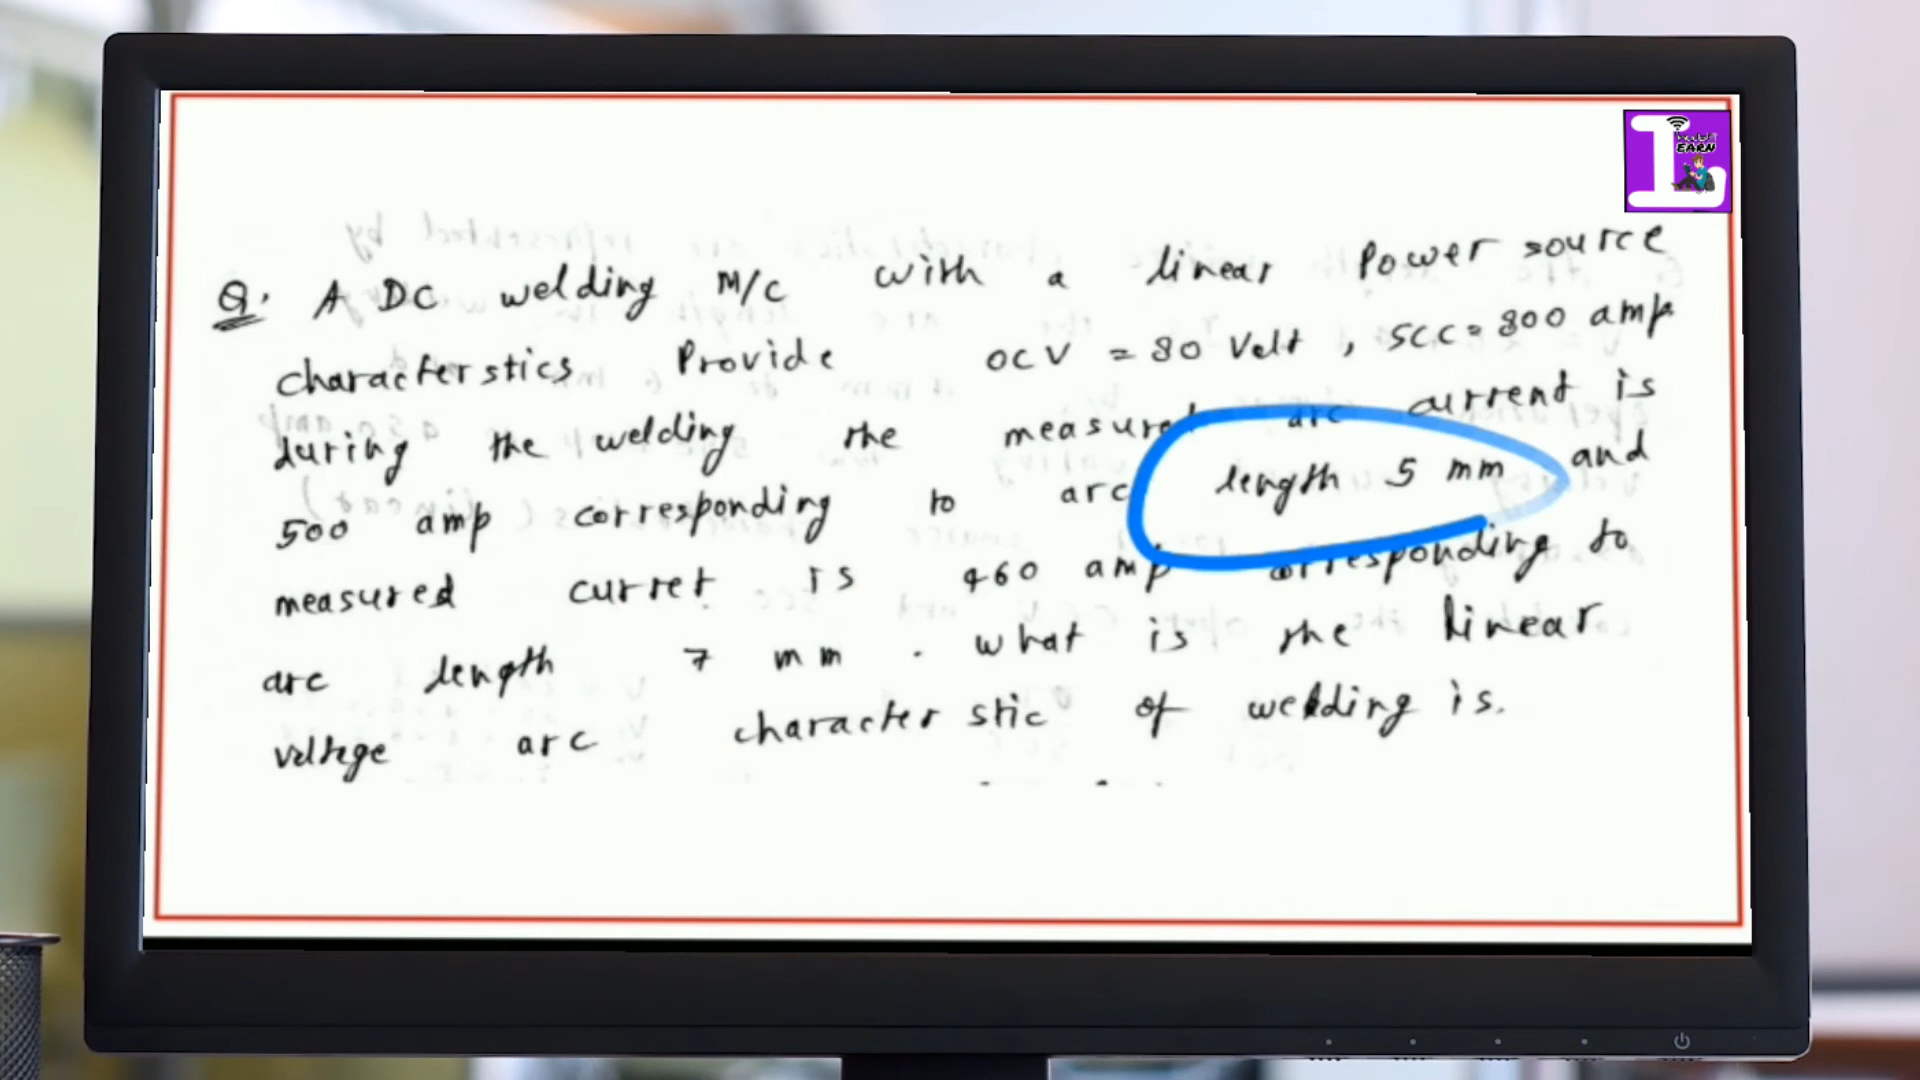 Q. A DC welding M/C with a linear Power source
characterstics Provide OCV = 80 Volt, SCC = 800 amp
during the welding the measured arc current is
500 amp corresponding to arc length 5 mm and
measured curret is 460 amp corresponding to
arc length 7 mm. what is the linear
voltege arc characterstic of welding is.
EARN